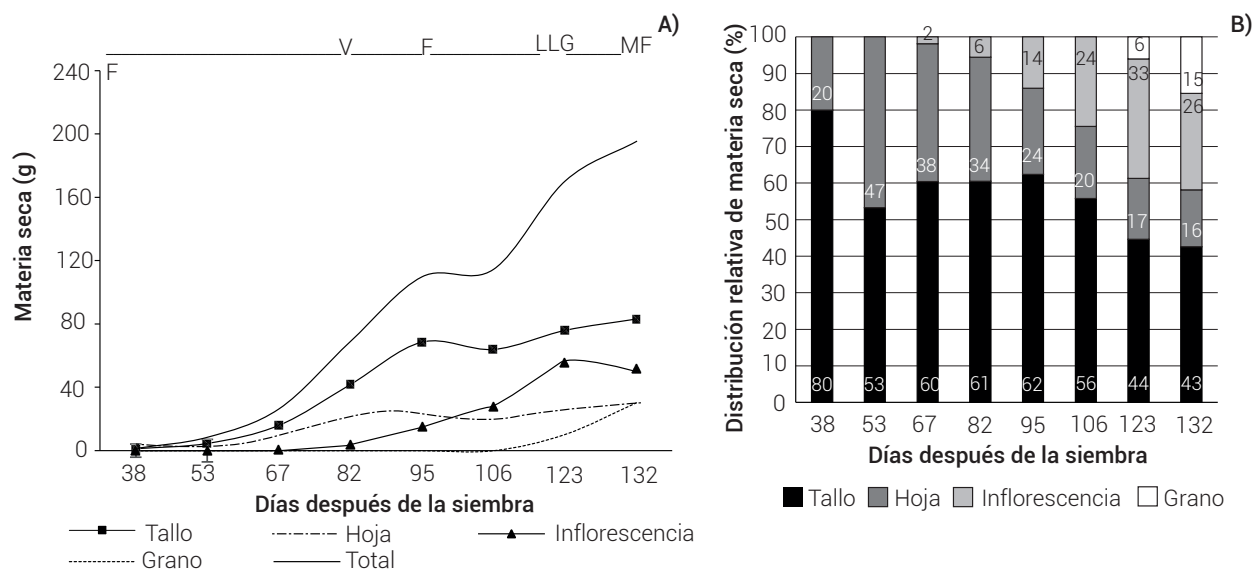 A)
V F LLG MF
F
Materia seca (g )
240
200
160
120
80
40
0
38 53 67 82 95 106 123 132
Días después de la siembra
Tallo Hoja Inflorescencia
Grano Total
B)
Distribución relativa de materia seca (%)
100
90
80
70
60
50
40
30
20
10
0
20 47 2 38 6 34 14 24 24 20 6 33 17 15 26 16
80 53 60 61 62 56 44 43
38 53 67 82 95 106 123 132
Días después de la siembra
Tallo Hoja Inflorescencia Grano